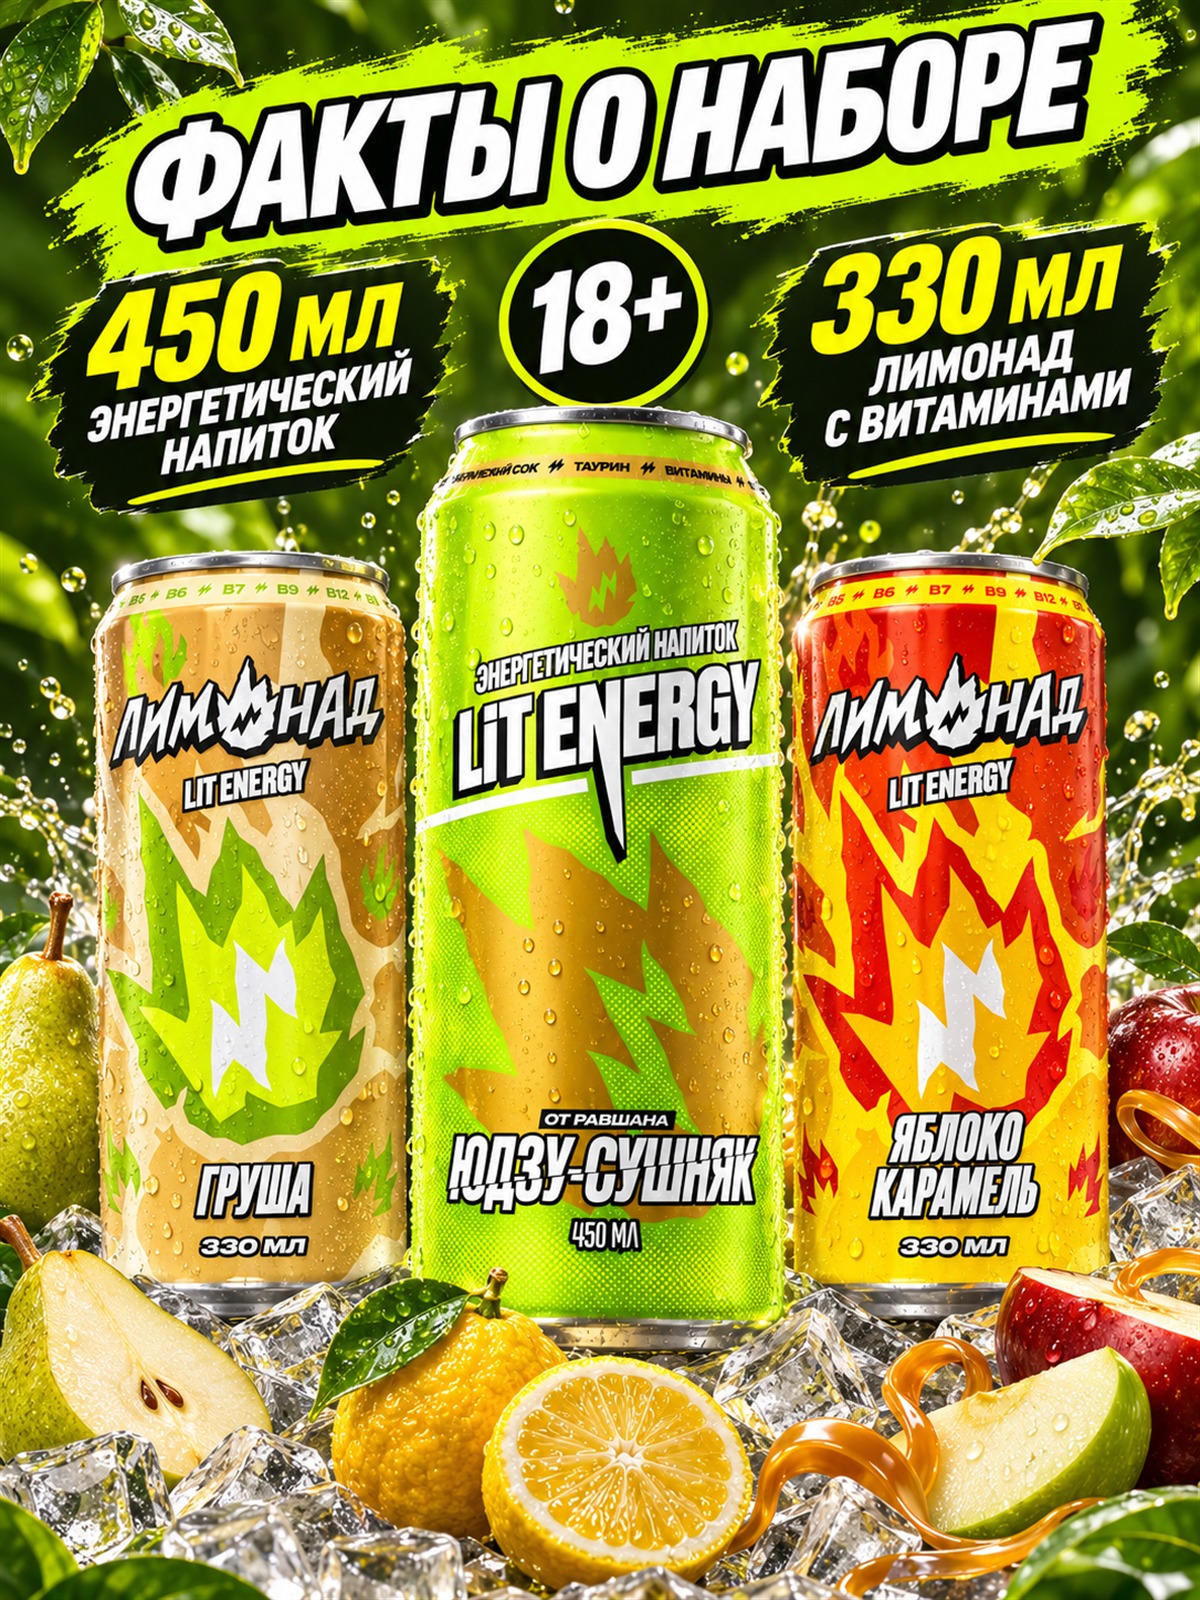 ФАКТЫ О НАБОРЕ
450 МЛ
ЭНЕРГЕТИЧЕСКИЙ
НАПИТОК
18+
330 МЛ
ЛИМОНАД
С ВИТАМИНАМИ
СОК ТАУРИН ВИТАМИНЫ
ЭНЕРГЕТИЧЕСКИЙ НАПИТОК
LIT ENERGY
ОТ РАВШАНА
ЮДЗУ-СУШНЯК
450 МЛ
B5 B6 B7 B9 B12
ЛИМОНАД
LIT ENERGY
ГРУША
330 МЛ
B5 B6 B7 B9 B12
ЛИМОНАД
LIT ENERGY
ЯБЛОКО
КАРАМЕЛЬ
330 МЛ